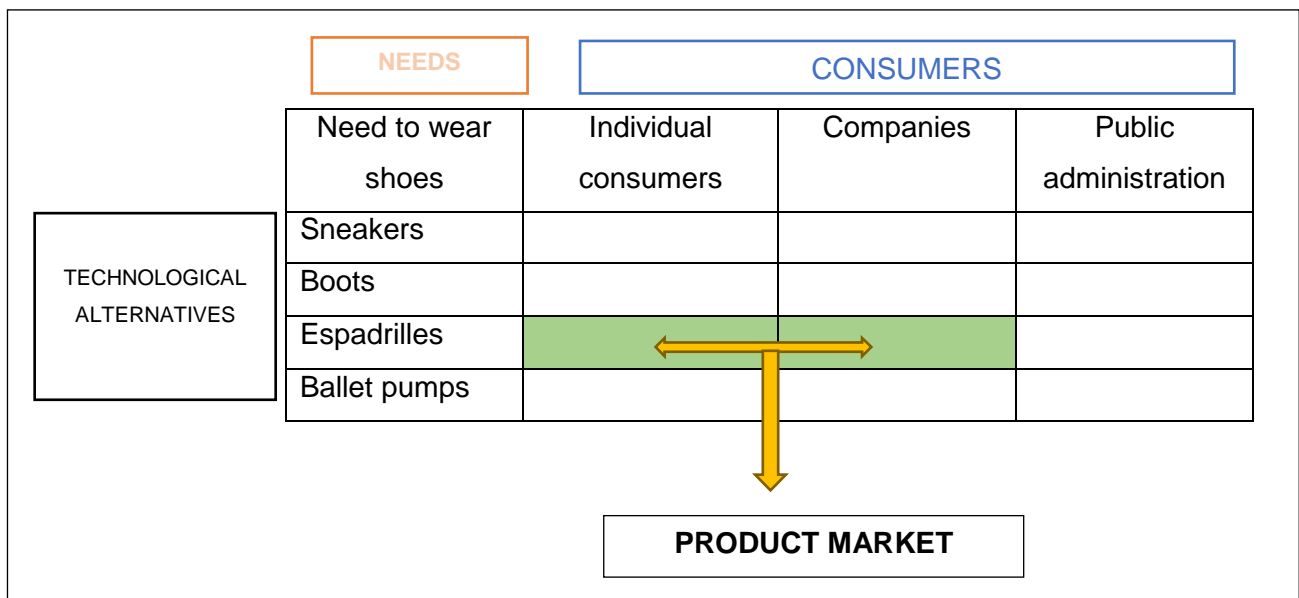 NEEDS
CONSUMERS
Need to wear
shoes
Individual
consumers
Companies
Public
administration
TECHNOLOGICAL
ALTERNATIVES
Sneakers
Boots
Espadrilles
Ballet pumps
PRODUCT MARKET